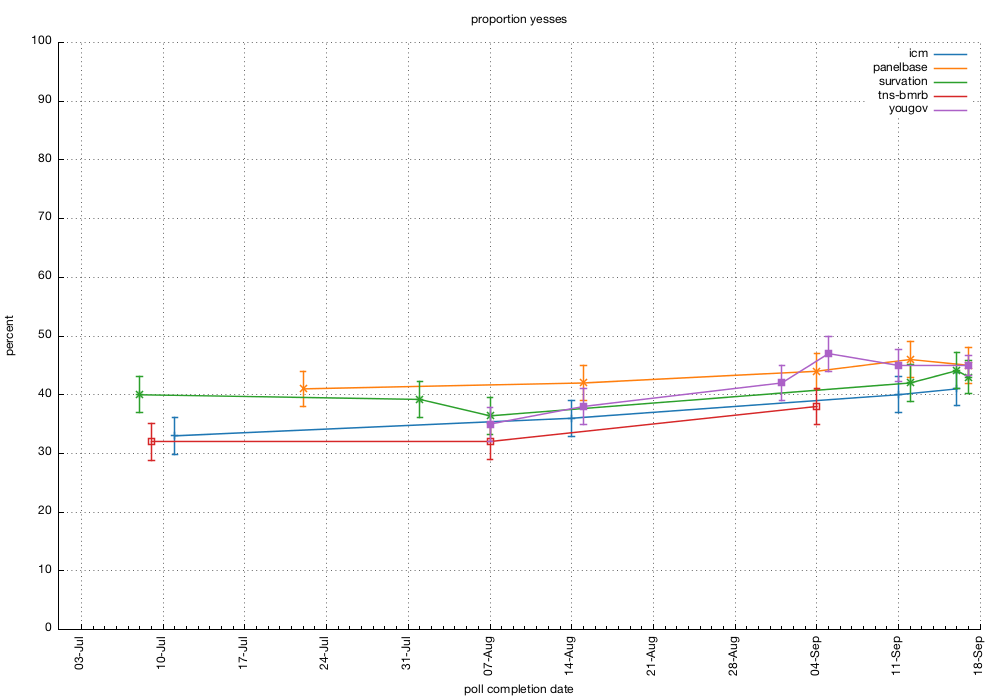 proportion yesses
100
90
80
70
60
50
40
30
20
10
0
percent
icm
panelbase
survation
tns-bmrb
yougov
03-Jul
10-Jul
17-Jul
24-Jul
31-Jul
07-Aug
14-Aug
21-Aug
28-Aug
04-Sep
11-Sep
18-Sep
poll completion date